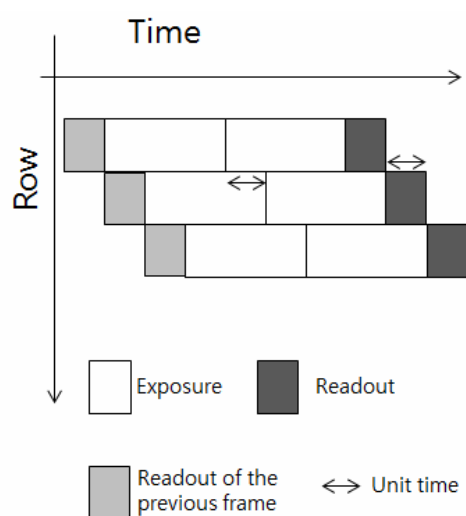 Time
Row
Exposure
Readout
Readout of the
previous frame
Unit time